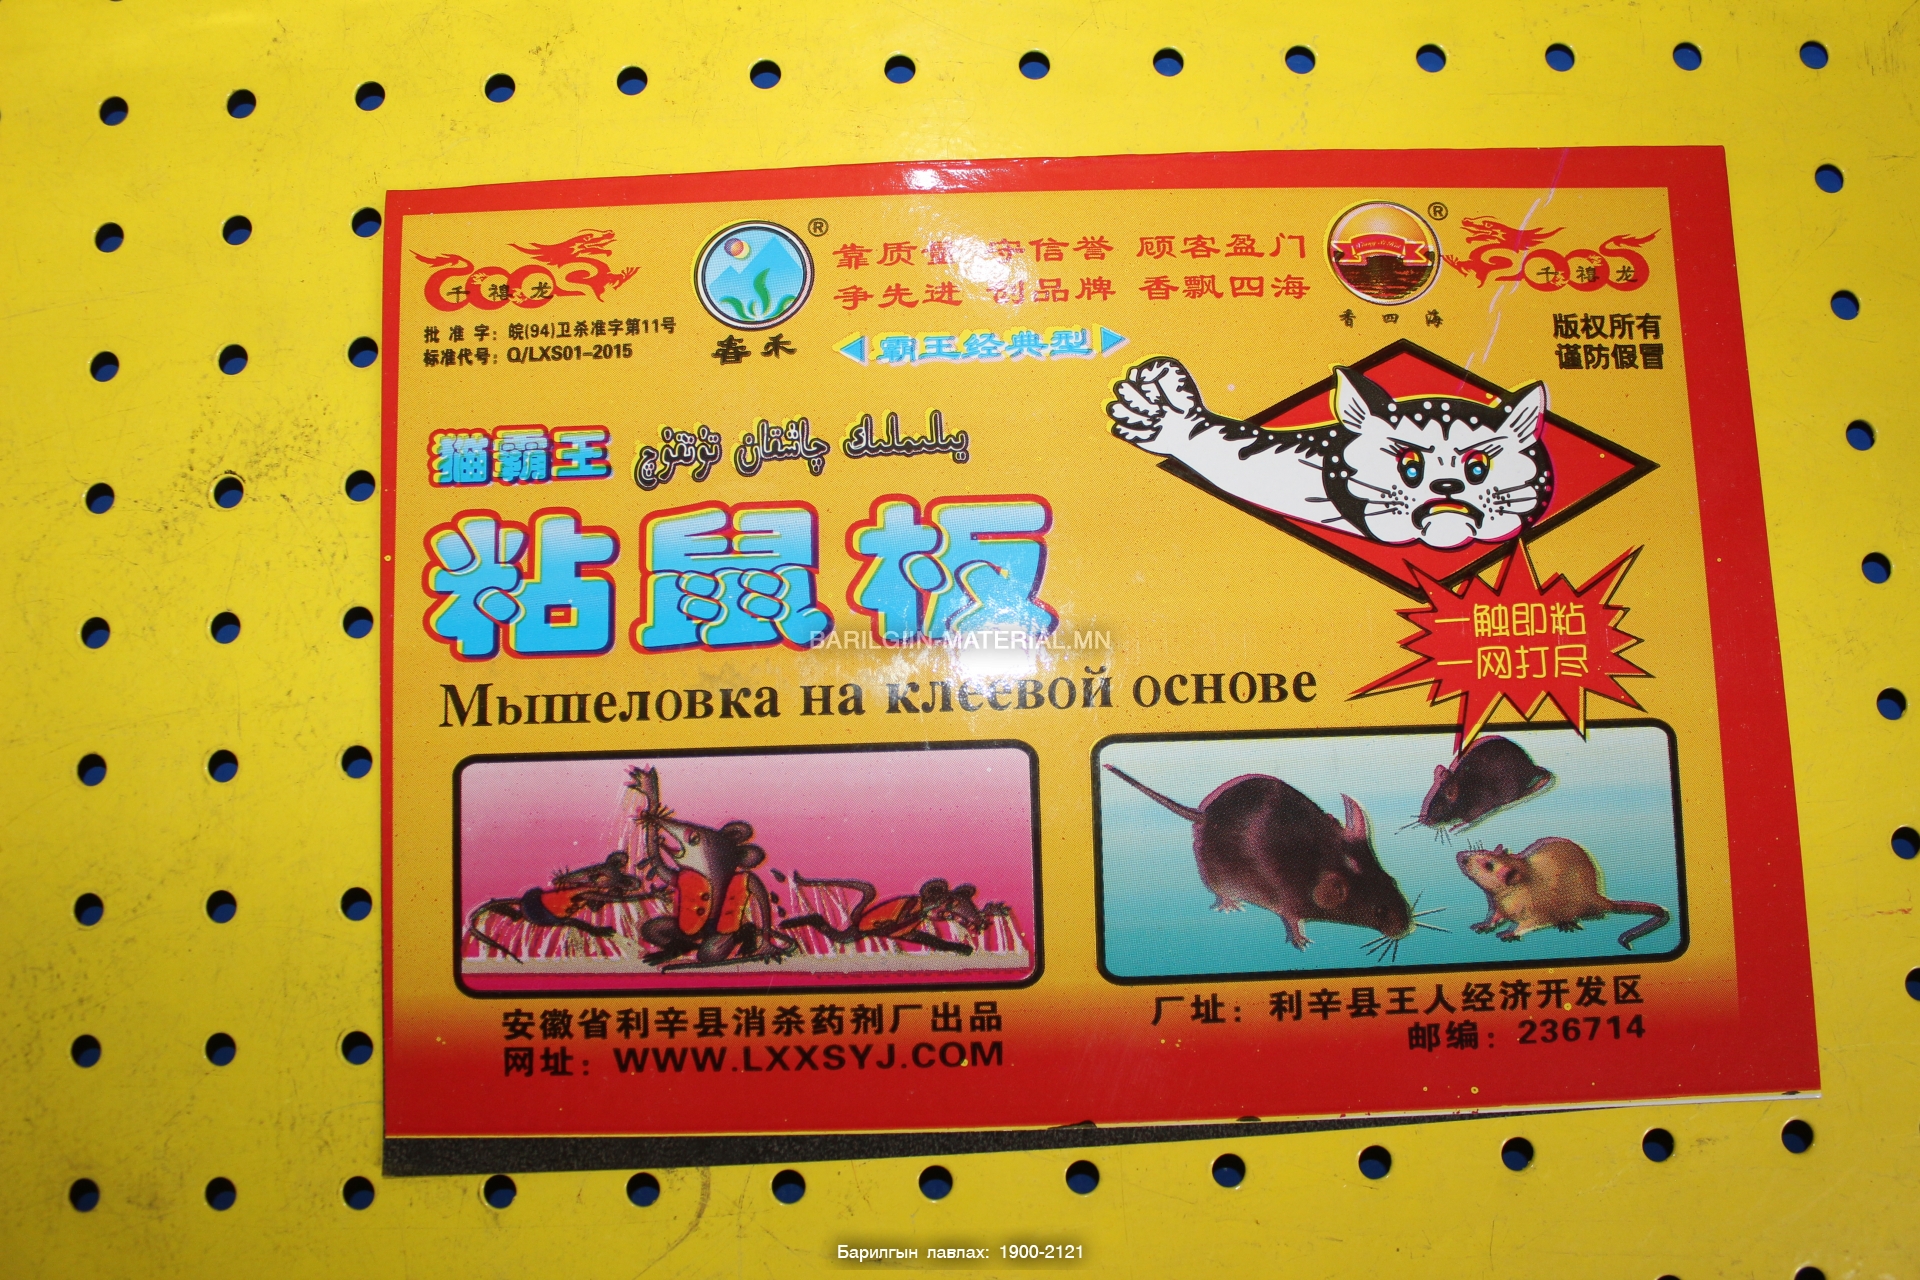 千禧龙
批准字：皖(94)卫杀准字第11号
标准代号：Q/LXS01-2015
®
春禾
靠质量 守信誉 顾客盈门
争先进 创品牌 香飘四海
霸王经典型
®
香四海
千禧龙
版权所有
谨防假冒
猫霸王
يىلىملىك چاشقان تۇتقۇچ
粘鼠板
一触即粘
一网打尽
BARILGIIN-MATERIAL.MN
Мышеловка на клеевой основе
安徽省利辛县消杀药剂厂出品
网址：WWW.LXXSYJ.COM
厂址：利辛县王人经济开发区
邮编：236714
Барилгын лавлах: 1900-2121